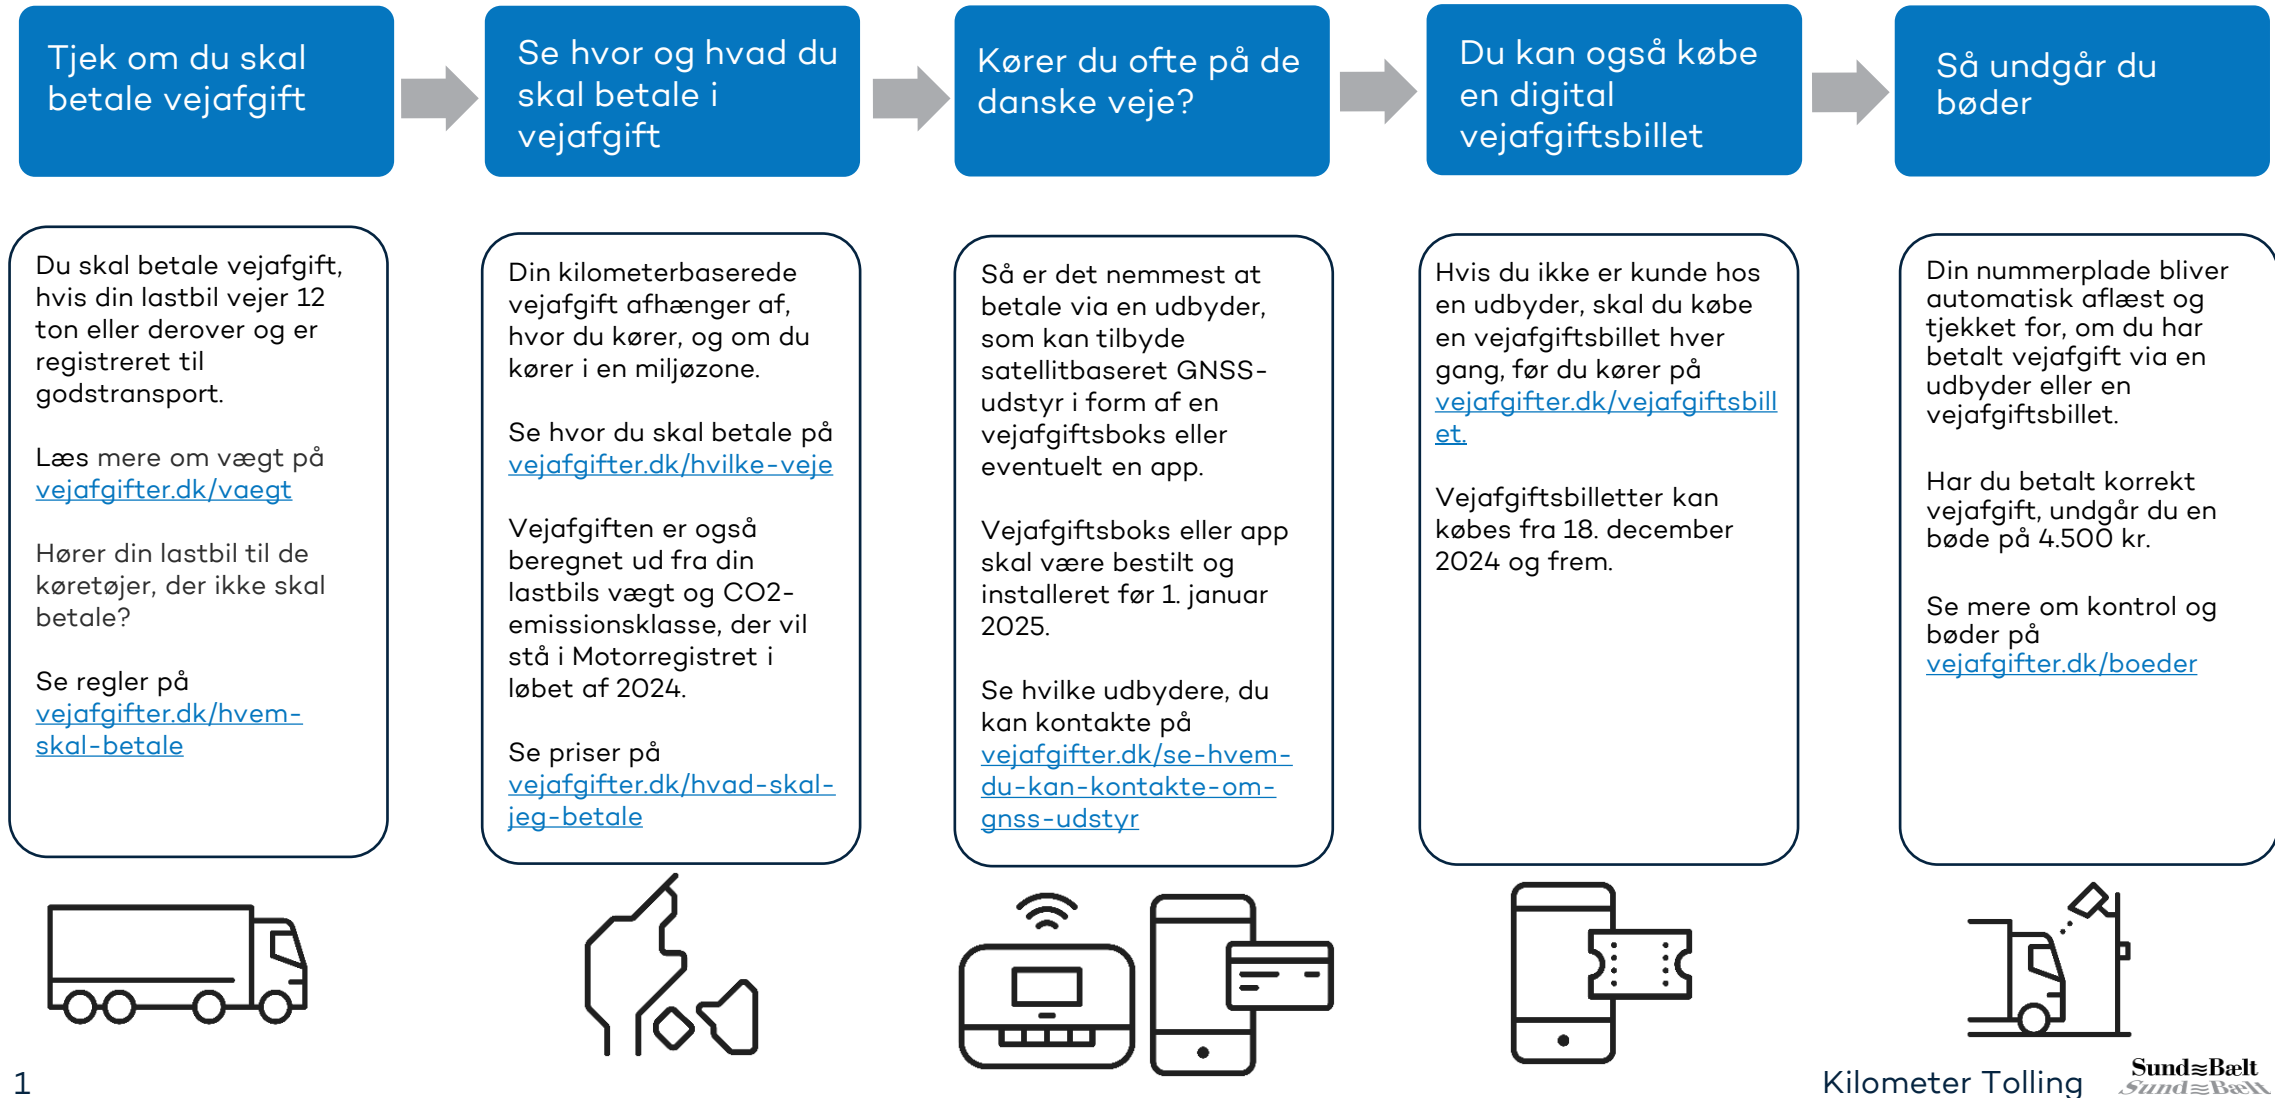 Tjek om du skal
betale vejafgift
Se hvor og hvad du
skal betale i
vejafgift
Kører du ofte på de
danske veje?
Du kan også købe
en digital
vejafgiftsbillet
Så undgår du
bøder
Du skal betale vejafgift,
hvis din lastbil vejer 12
ton eller derover og er
registreret til
godstransport.
Læs mere om vægt på
vejafgifter.dk/vaegt
Hører din lastbil til de
køretøjer, der ikke skal
betale?
Se regler på
vejafgifter.dk/hvem-
skal-betale
Din kilometerbaserede
vejafgift afhænger af,
hvor du kører, og om du
kører i en miljøzone.
Se hvor du skal betale på
vejafgifter.dk/hvilke-veje
Vejafgiften er også
beregnet ud fra din
lastbils vægt og CO2-
emissionsklasse, der vil
stå i Motorregistret i
løbet af 2024.
Se priser på
vejafgifter.dk/hvad-skal-
jeg-betale
Så er det nemmest at
betale via en udbyder,
som kan tilbyde
satellitbaseret GNSS-
udstyr i form af en
vejafgiftsboks eller
eventuelt en app.
Vejafgiftsboks eller app
skal være bestilt og
installeret før 1. januar
2025.
Se hvilke udbydere, du
kan kontakte på
vejafgifter.dk/se-hvem-
du-kan-kontakte-om-
gnss-udstyr
Hvis du ikke er kunde hos
en udbyder, skal du købe
en vejafgiftsbillet hver
gang, før du kører på
vejafgifter.dk/vejafgiftsbill
et.
Vejafgiftsbilletter kan
købes fra 18. december
2024 og frem.
Din nummerplade bliver
automatisk aflæst og
tjekket for, om du har
betalt vejafgift via en
udbyder eller en
vejafgiftsbillet.
Har du betalt korrekt
vejafgift, undgår du en
bøde på 4.500 kr.
Se mere om kontrol og
bøder på
vejafgifter.dk/boeder
1
Kilometer Tolling
Sund≋Bælt
Sund≋Bælt